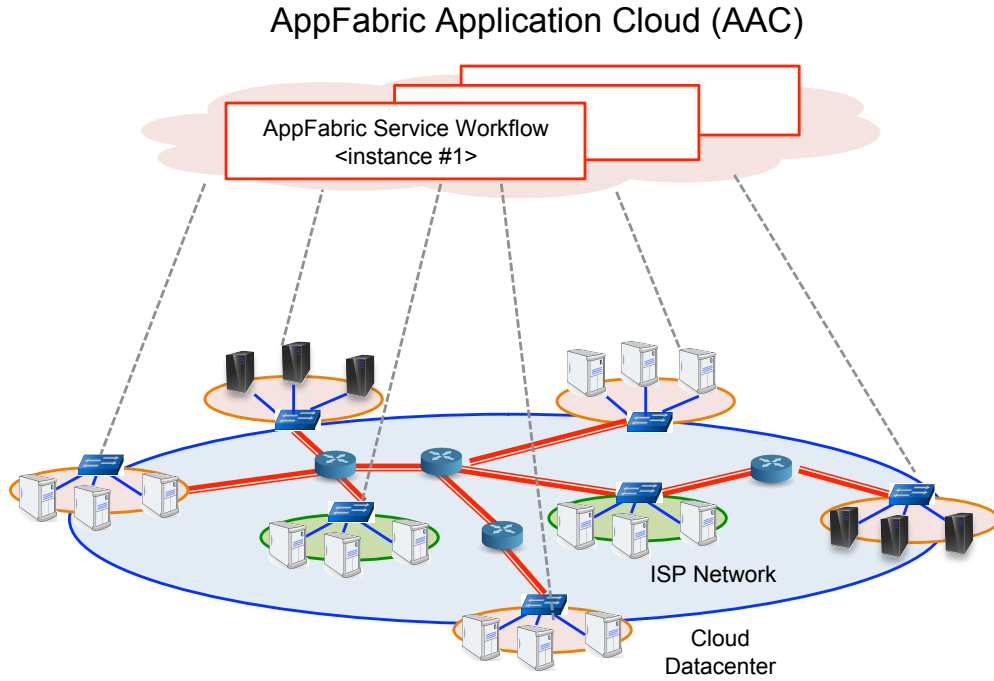 AppFabric Application Cloud (AAC)
AppFabric Service Workflow
<instance #1>
ISP Network
Cloud
Datacenter